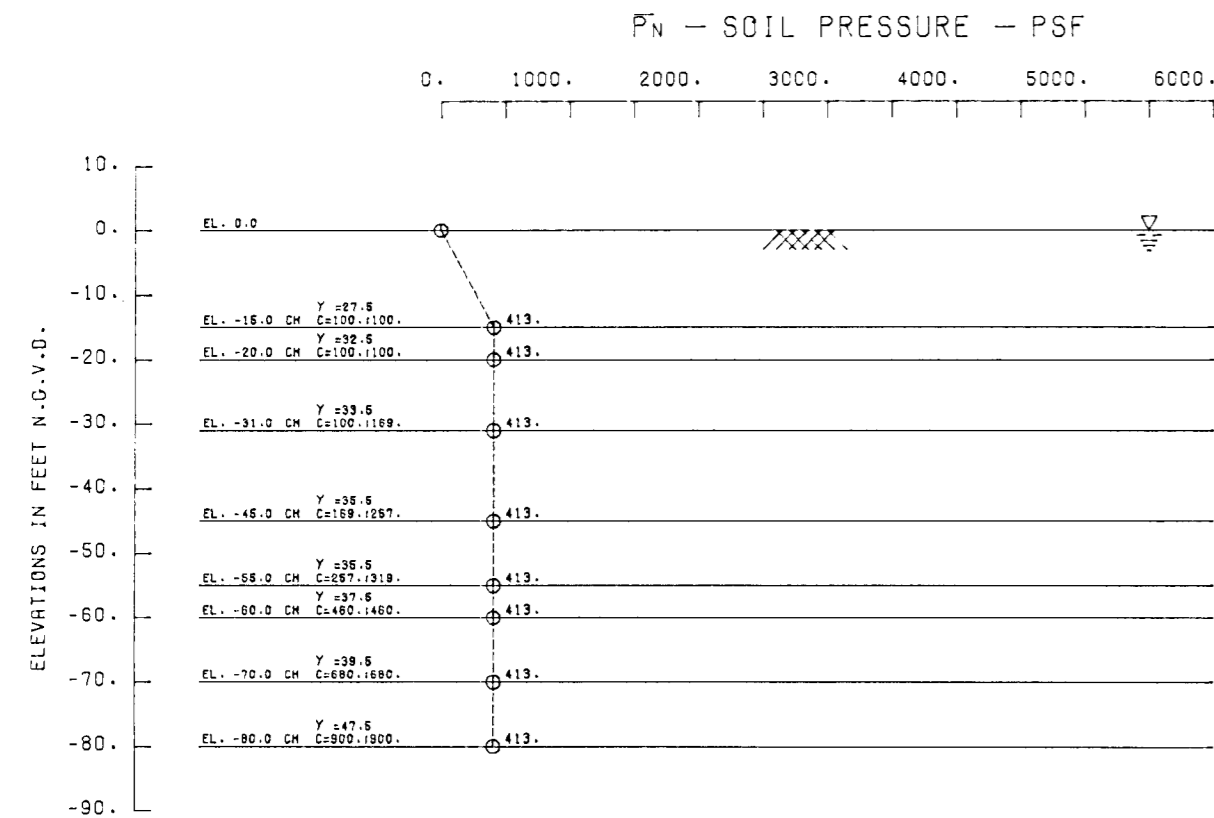 P̅N — SOIL PRESSURE — PSF
0. 1000. 2000. 3000. 4000. 5000. 6000.
ELEVATIONS IN FEET N.G.V.D.
10.
0.
-10.
-20.
-30.
-40.
-50.
-60.
-70.
-80.
-90.
EL. 0.0
γ =27.5
EL. -15.0 CH C=100.;100. 413.
γ =32.5
EL. -20.0 CH C=100.;100. 413.
γ =33.5
EL. -31.0 CH C=100.;169. 413.
γ =35.5
EL. -45.0 CH C=169.;257. 413.
γ =35.5
EL. -55.0 CH C=257.;319. 413.
γ =37.5
EL. -60.0 CH C=460.;460. 413.
γ =39.5
EL. -70.0 CH C=680.;680. 413.
γ =47.5
EL. -80.0 CH C=900.;900. 413.